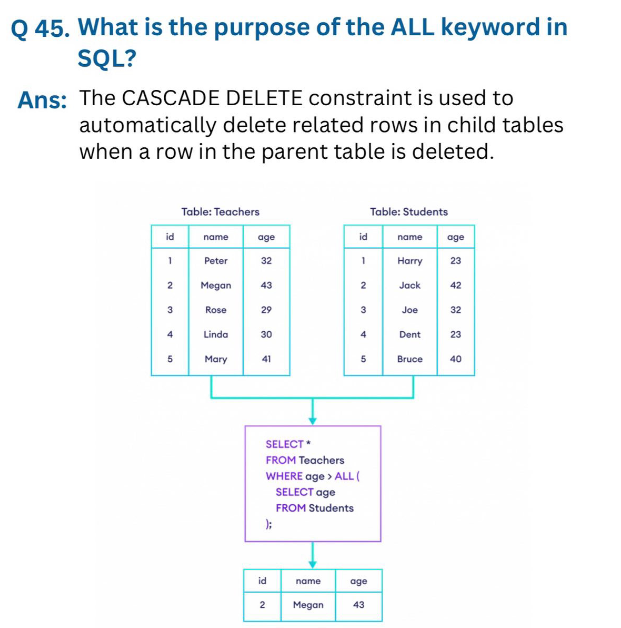 Q 45. What is the purpose of the ALL keyword in
SQL?
Ans: The CASCADE DELETE constraint is used to
automatically delete related rows in child tables
when a row in the parent table is deleted.
Table: Teachers
id name age
1 Peter 32
2 Megan 43
3 Rose 29
4 Linda 30
5 Mary 41
Table: Students
id name age
1 Harry 23
2 Jack 42
3 Joe 32
4 Dent 23
5 Bruce 40
SELECT *
FROM Teachers
WHERE age > ALL (
SELECT age
FROM Students
);
id name age
2 Megan 43